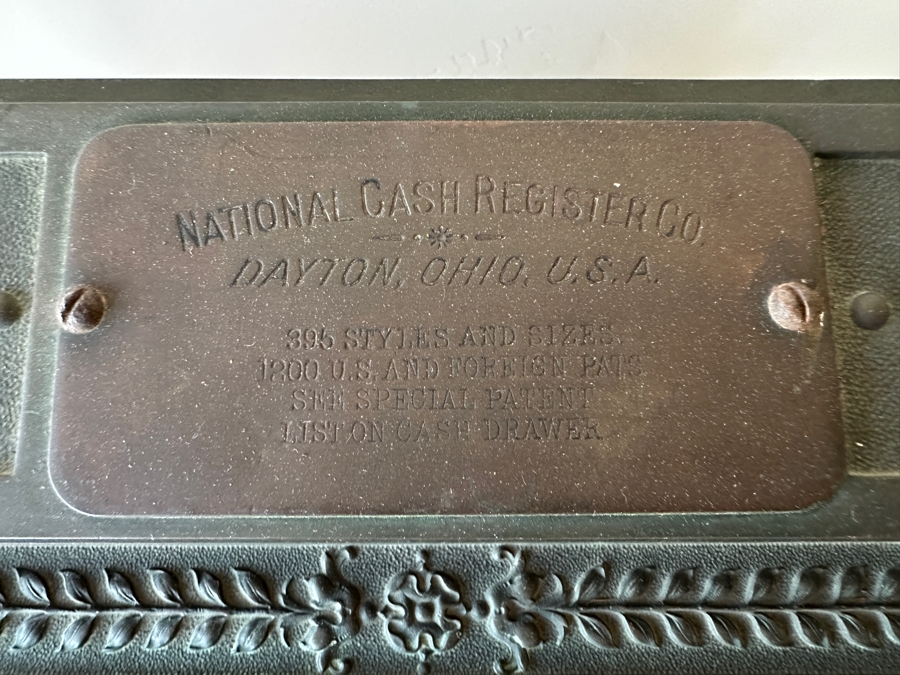 NATIONAL CASH REGISTER CO.
DAYTON, OHIO, U.S.A.
395 STYLES AND SIZES.
1200 U.S. AND FOREIGN PATS
SEE SPECIAL PATENT
LIST ON CASH DRAWER